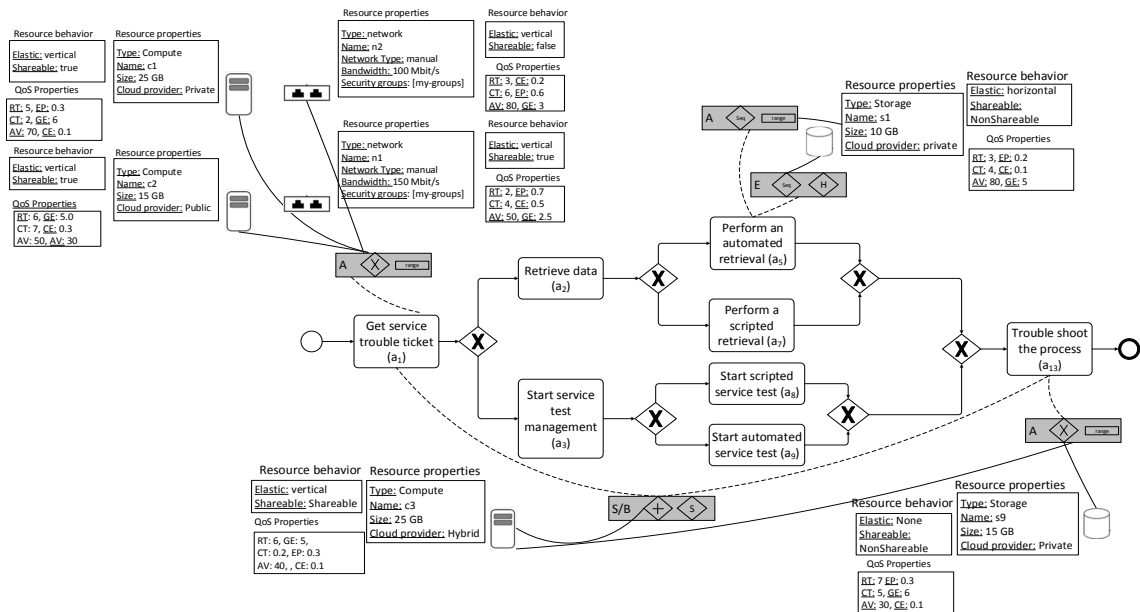 Resource behavior
Elastic: vertical
Shareable: true
QoS Properties
RT: 5, EP: 0.3
CT: 2, GE: 6
AV: 70, CE: 0.1
Resource properties
Type: Compute
Name: c1
Size: 25 GB
Cloud provider: Private
Resource behavior
Elastic: vertical
Shareable: true
QoS Properties
RT: 6, GE: 5.0
CT: 7, CE: 0.3
AV: 50, AV: 30
Resource properties
Type: Compute
Name: c2
Size: 15 GB
Cloud provider: Public
Resource properties
Type: network
Name: n2
Network Type: manual
Bandwidth: 100 Mbit/s
Security groups: [my-groups]
Resource behavior
Elastic: vertical
Shareable: false
QoS Properties
RT: 3, CE: 0.2
CT: 6, EP: 0.6
AV: 80, GE: 3
Resource properties
Type: network
Name: n1
Network Type: manual
Bandwidth: 150 Mbit/s
Security groups: [my-groups]
Resource behavior
Elastic: vertical
Shareable: true
QoS Properties
RT: 2, EP: 0.7
CT: 4, CE: 0.5
AV: 50, GE: 2.5
A Seq range
E Seq H
Resource properties
Type: Storage
Name: s1
Size: 10 GB
Cloud provider: private
Resource behavior
Elastic: horizontal
Shareable:
NonShareable
QoS Properties
RT: 3, EP: 0.2
CT: 4, CE: 0.1
AV: 80, GE: 5
A X range
Get service
trouble ticket
(a1)
X
Retrieve data
(a2)
X
Perform an
automated
retrieval (a5)
Perform a
scripted
retrieval (a7)
X
Start service
test
management
(a3)
X
Start scripted
service test (a8)
Start automated
service test (a9)
X
X
Trouble shoot
the process
(a13)
A X range
S/B + S
Resource behavior
Elastic: vertical
Shareable: Shareable
QoS Properties
RT: 6, GE: 5,
CT: 0.2, EP: 0.3
AV: 40, , CE: 0.1
Resource properties
Type: Compute
Name: c3
Size: 25 GB
Cloud provider: Hybrid
Resource behavior
Elastic: None
Shareable:
NonShareable
QoS Properties
RT: 7 EP: 0.3
CT: 5, GE: 6
AV: 30, CE: 0.1
Resource properties
Type: Storage
Name: s9
Size: 15 GB
Cloud provider: Private